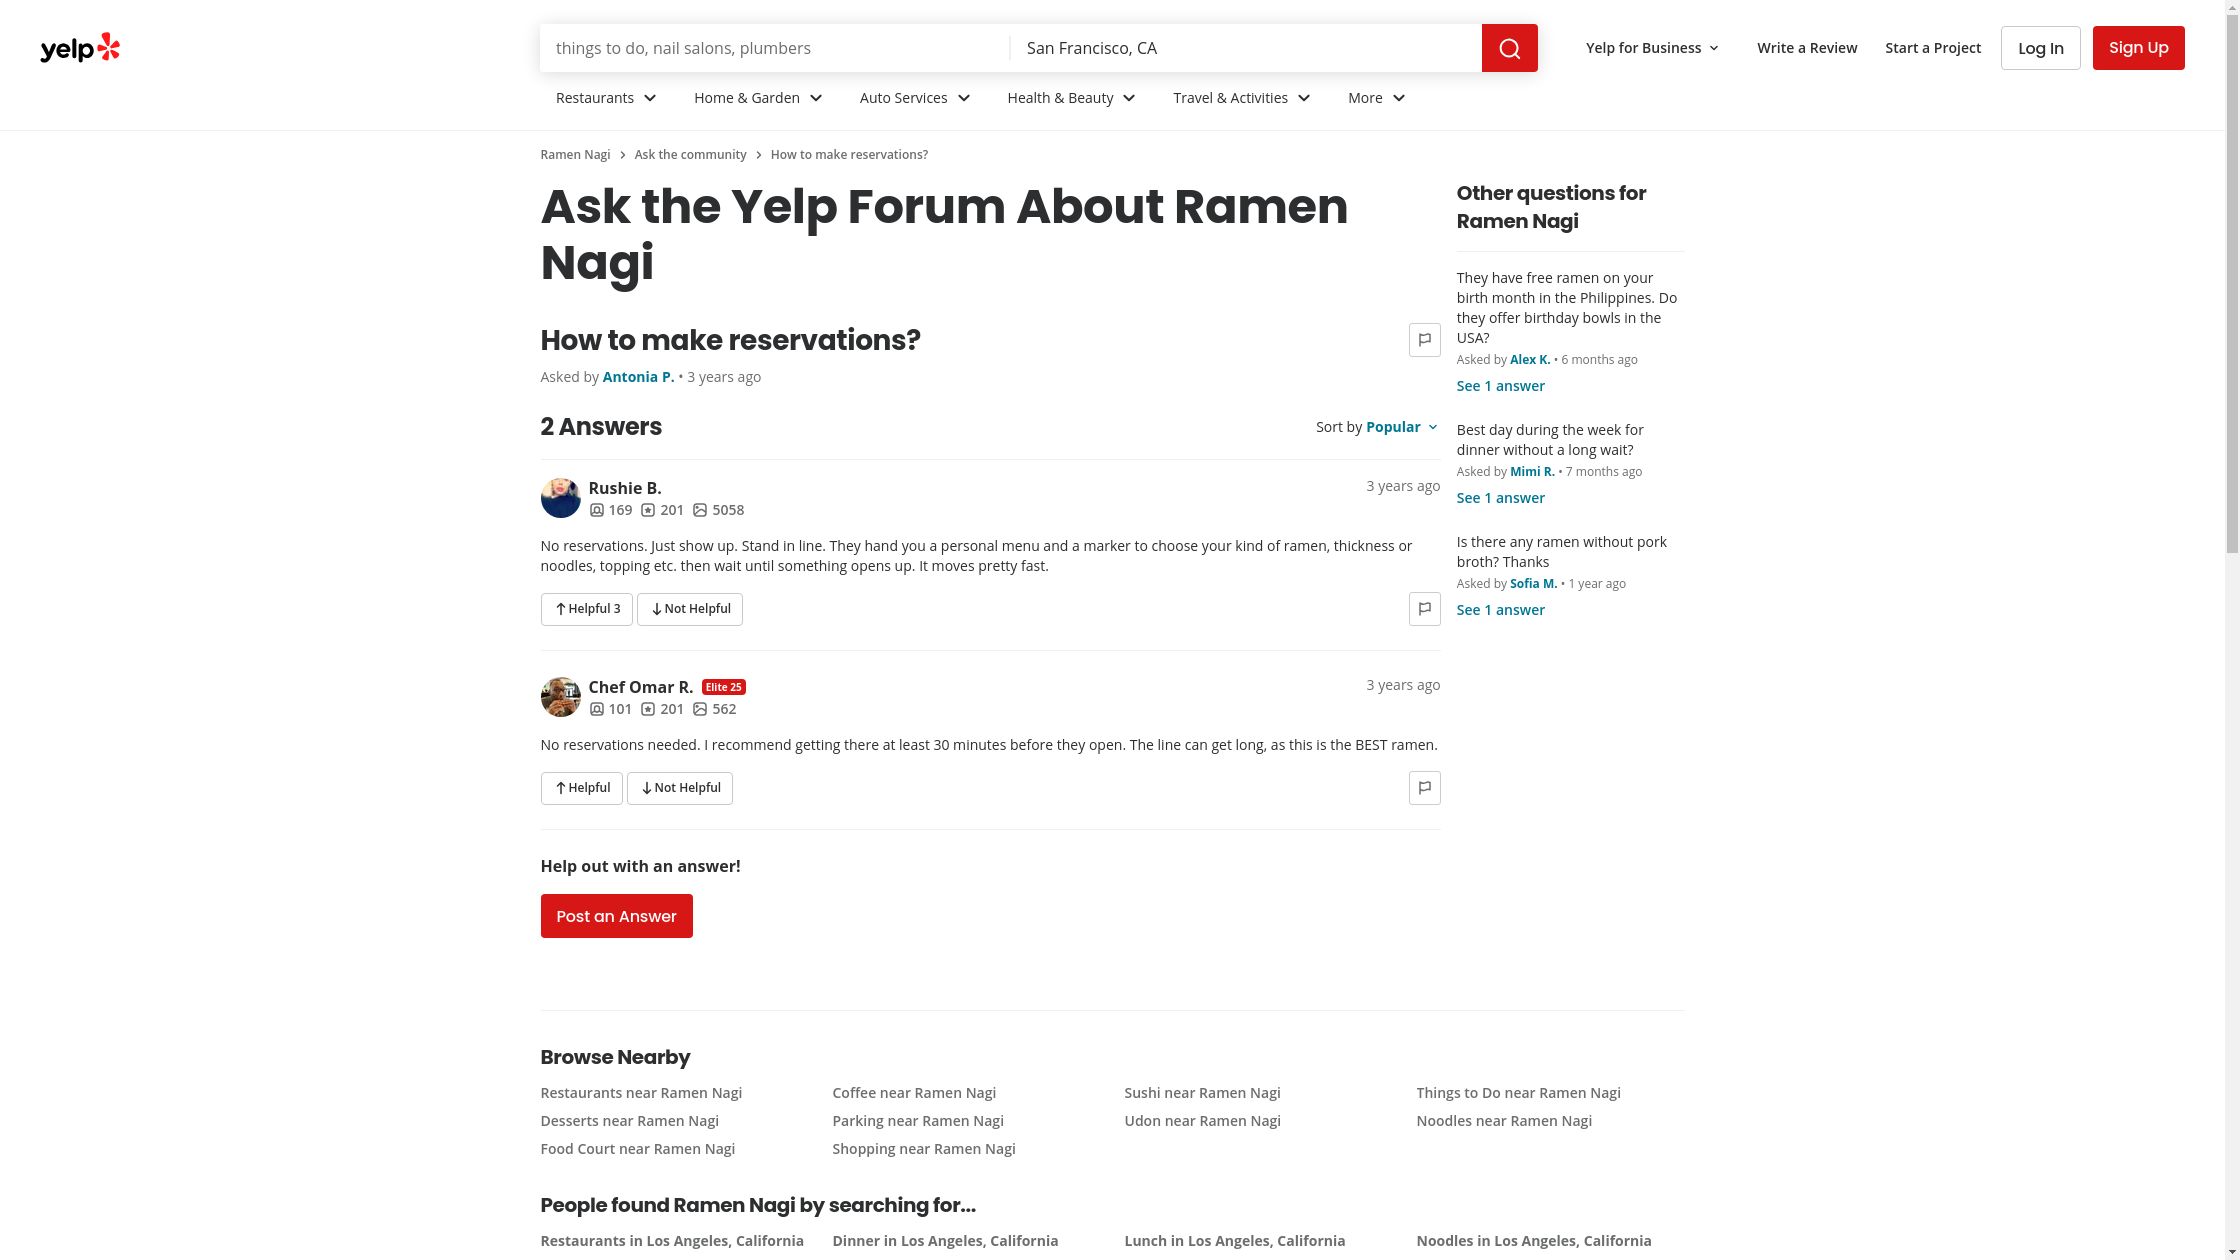 yelp
things to do, nail salons, plumbers
San Francisco, CA
Yelp for Business
Write a Review
Start a Project
Log In
Sign Up
Restaurants
Home & Garden
Auto Services
Health & Beauty
Travel & Activities
More
Ramen Nagi > Ask the community > How to make reservations?
Ask the Yelp Forum About Ramen
Nagi
How to make reservations?
Asked by Antonia P. • 3 years ago
2 Answers
Sort by Popular
Rushie B.
3 years ago
169 201 5058
No reservations. Just show up. Stand in line. They hand you a personal menu and a marker to choose your kind of ramen, thickness or
noodles, topping etc. then wait until something opens up. It moves pretty fast.
Helpful 3
Not Helpful
Chef Omar R. Elite 25
3 years ago
101 201 562
No reservations needed. I recommend getting there at least 30 minutes before they open. The line can get long, as this is the BEST ramen.
Helpful
Not Helpful
Help out with an answer!
Post an Answer
Other questions for
Ramen Nagi
They have free ramen on your
birth month in the Philippines. Do
they offer birthday bowls in the
USA?
Asked by Alex K. • 6 months ago
See 1 answer
Best day during the week for
dinner without a long wait?
Asked by Mimi R. • 7 months ago
See 1 answer
Is there any ramen without pork
broth? Thanks
Asked by Sofia M. • 1 year ago
See 1 answer
Browse Nearby
Restaurants near Ramen Nagi
Coffee near Ramen Nagi
Sushi near Ramen Nagi
Things to Do near Ramen Nagi
Desserts near Ramen Nagi
Parking near Ramen Nagi
Udon near Ramen Nagi
Noodles near Ramen Nagi
Food Court near Ramen Nagi
Shopping near Ramen Nagi
People found Ramen Nagi by searching for…
Restaurants in Los Angeles, California
Dinner in Los Angeles, California
Lunch in Los Angeles, California
Noodles in Los Angeles, California